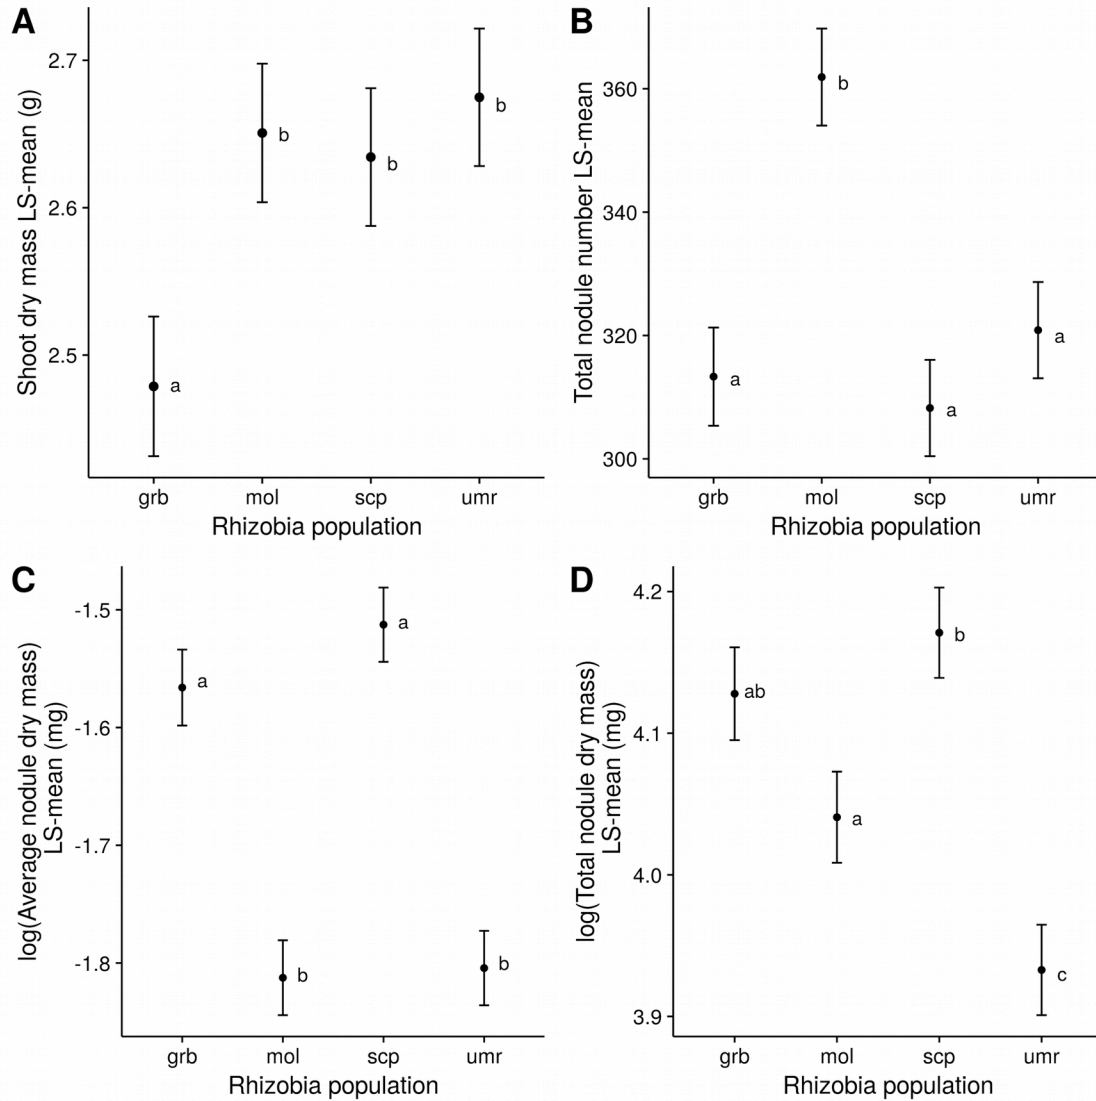 A
Shoot dry mass LS-mean (g)
2.7
2.6
2.5
a
b
b
b
grb mol scp umr
Rhizobia population
B
Total nodule number LS-mean
360
340
320
300
a
b
a
a
grb mol scp umr
Rhizobia population
C
log(Average nodule dry mass)
LS-mean (mg)
-1.5
-1.6
-1.7
-1.8
a
b
a
b
grb mol scp umr
Rhizobia population
D
log(Total nodule dry mass)
LS-mean (mg)
4.2
4.1
4.0
3.9
ab
a
b
c
grb mol scp umr
Rhizobia population